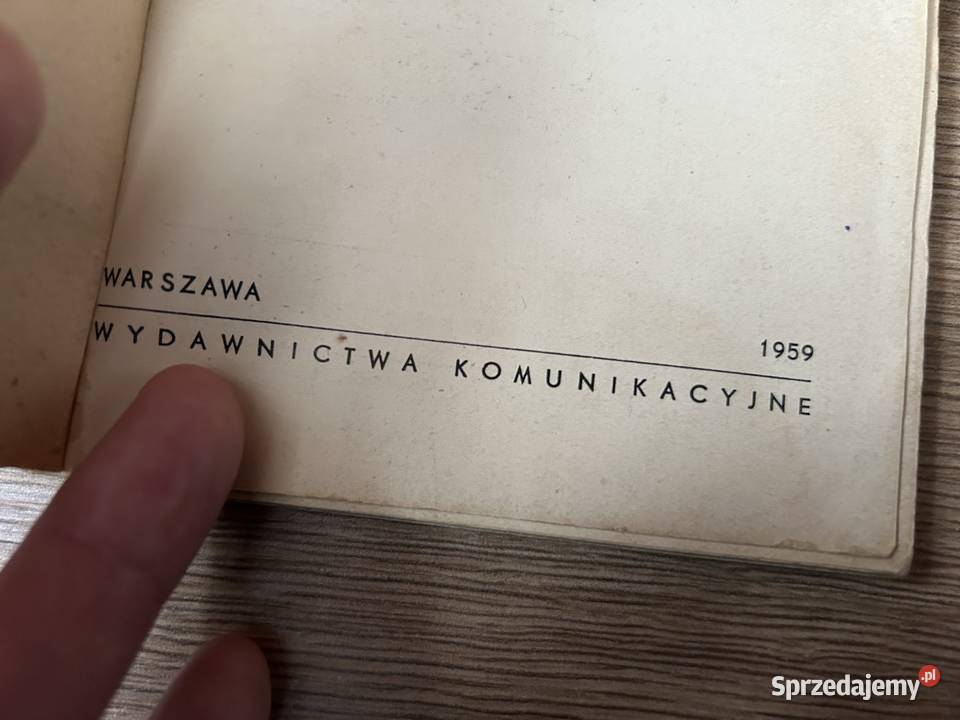 WARSZAWA
1959
WYDAWNICTWA KOMUNIKACYJNE
Sprzedajemy.pl